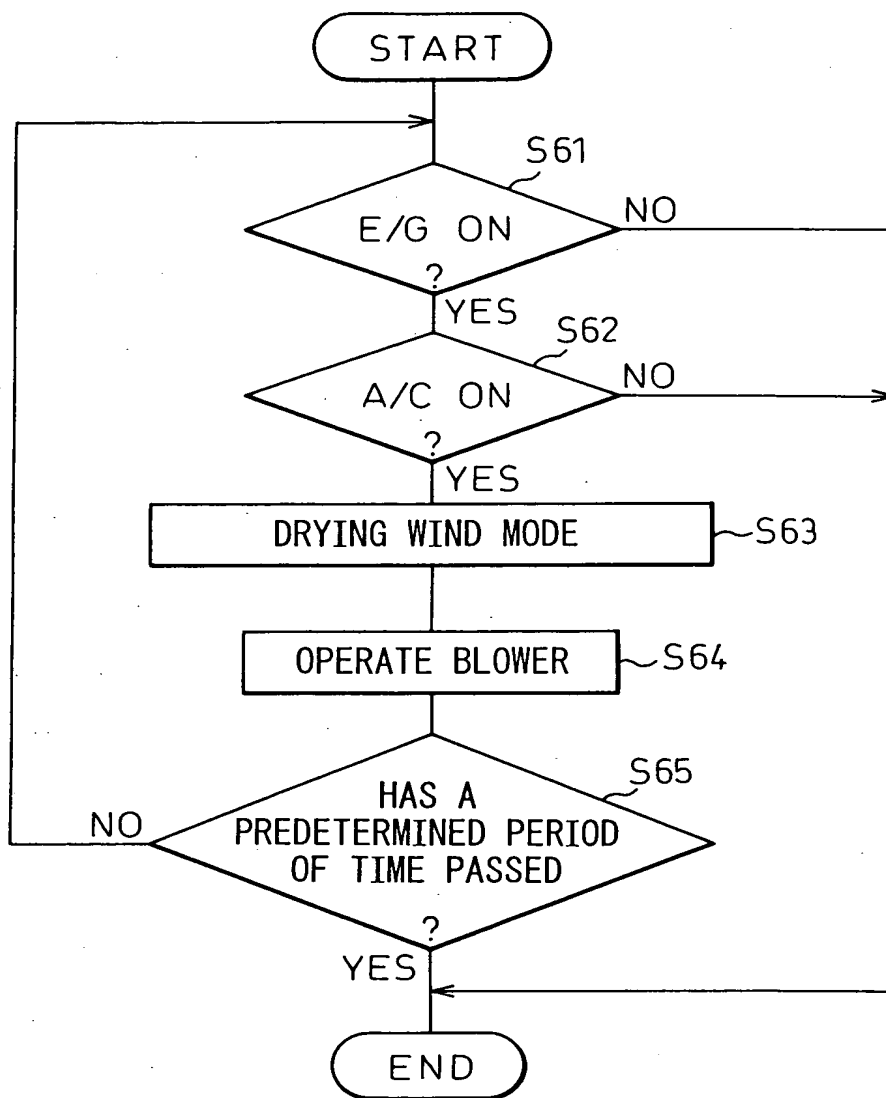 START
S61
E/G ON
?
NO
YES
S62
A/C ON
?
NO
YES
DRYING WIND MODE
S63
OPERATE BLOWER
S64
S65
HAS A
PREDETERMINED PERIOD
OF TIME PASSED
?
NO
YES
END